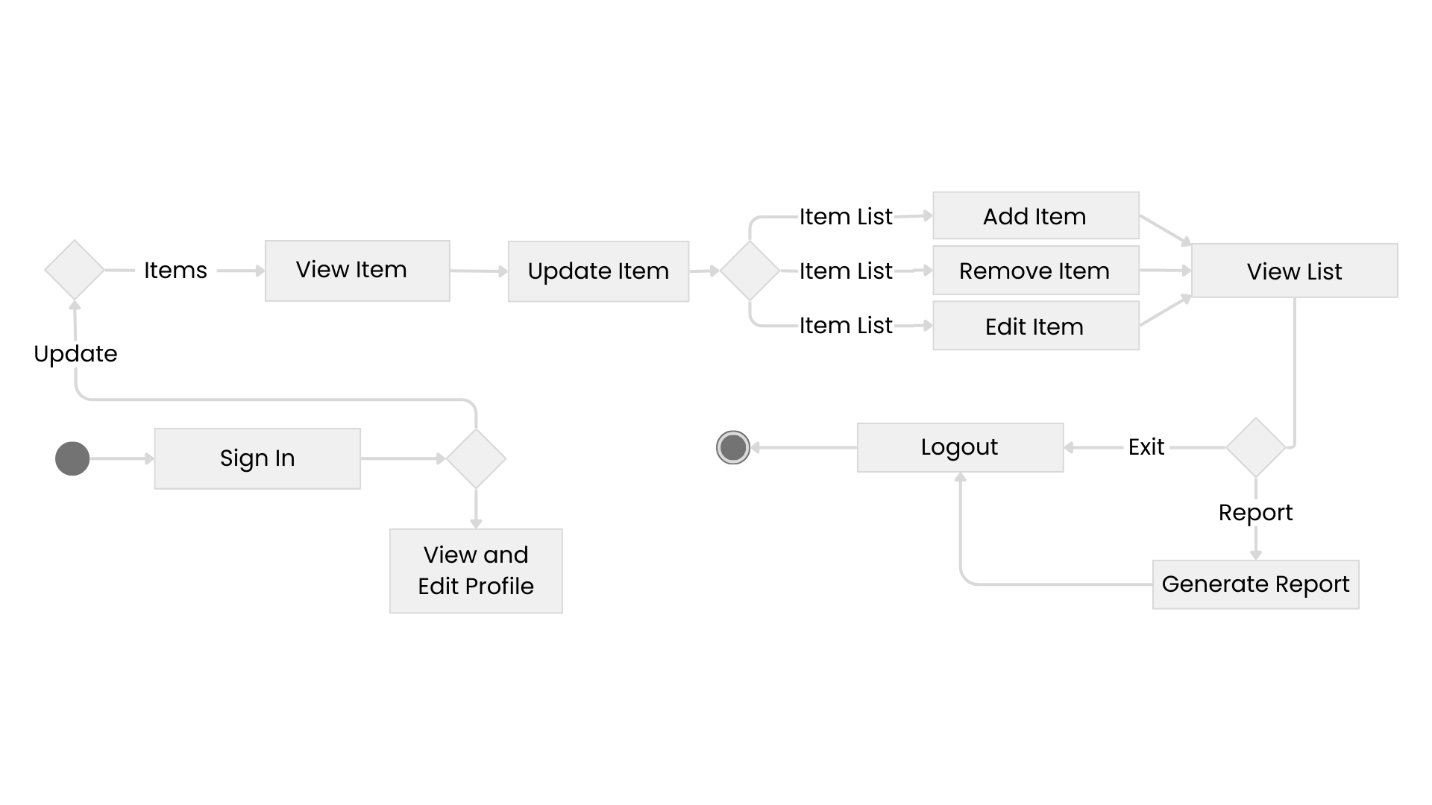 Item List
Add Item
Items
View Item
Update Item
Item List
Remove Item
View List
Item List
Edit Item
Update
Sign In
Logout
Exit
Report
View and
Edit Profile
Generate Report